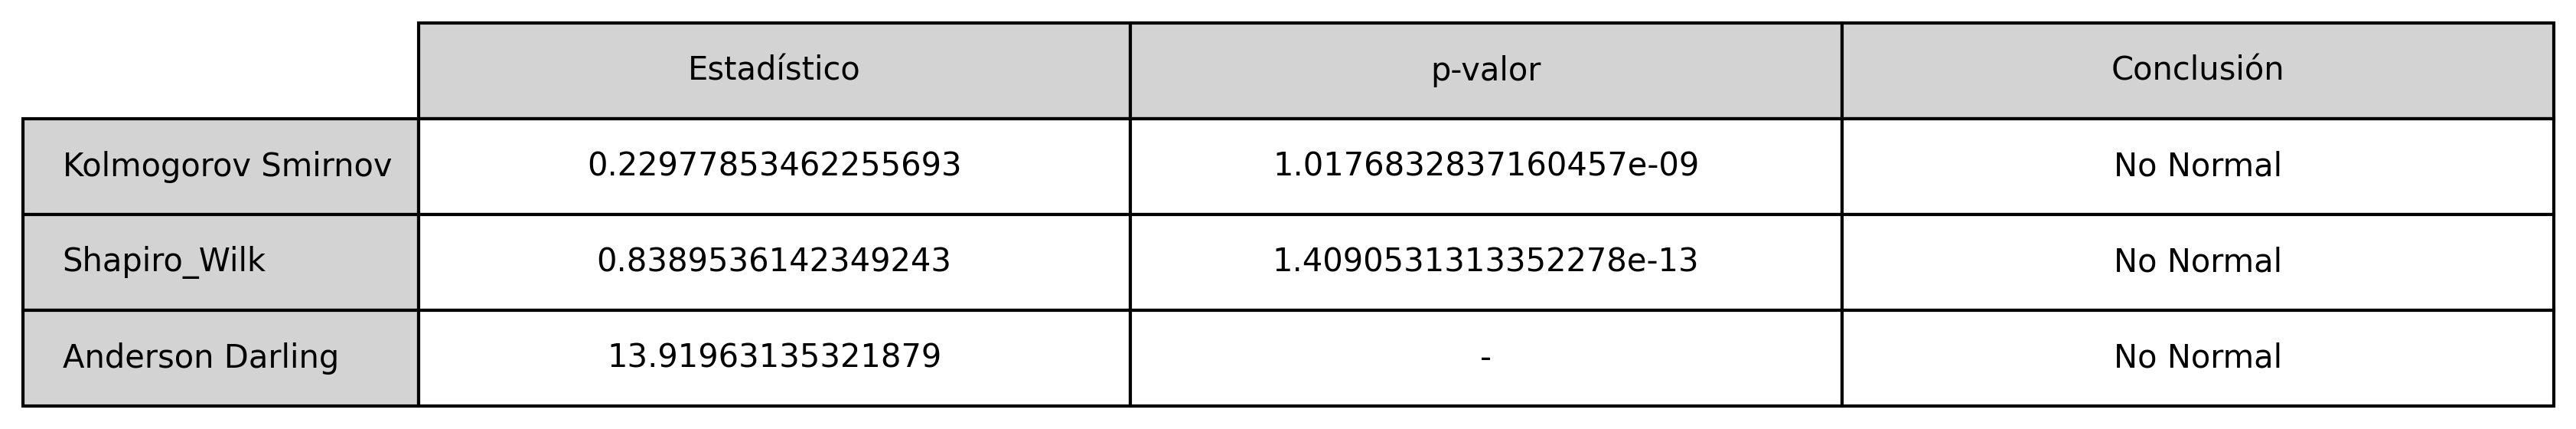 Estadístico p-valor Conclusión
Kolmogorov Smirnov 0.22977853462255693 1.0176832837160457e-09 No Normal
Shapiro_Wilk 0.8389536142349243 1.4090531313352278e-13 No Normal
Anderson Darling 13.91963135321879 - No Normal